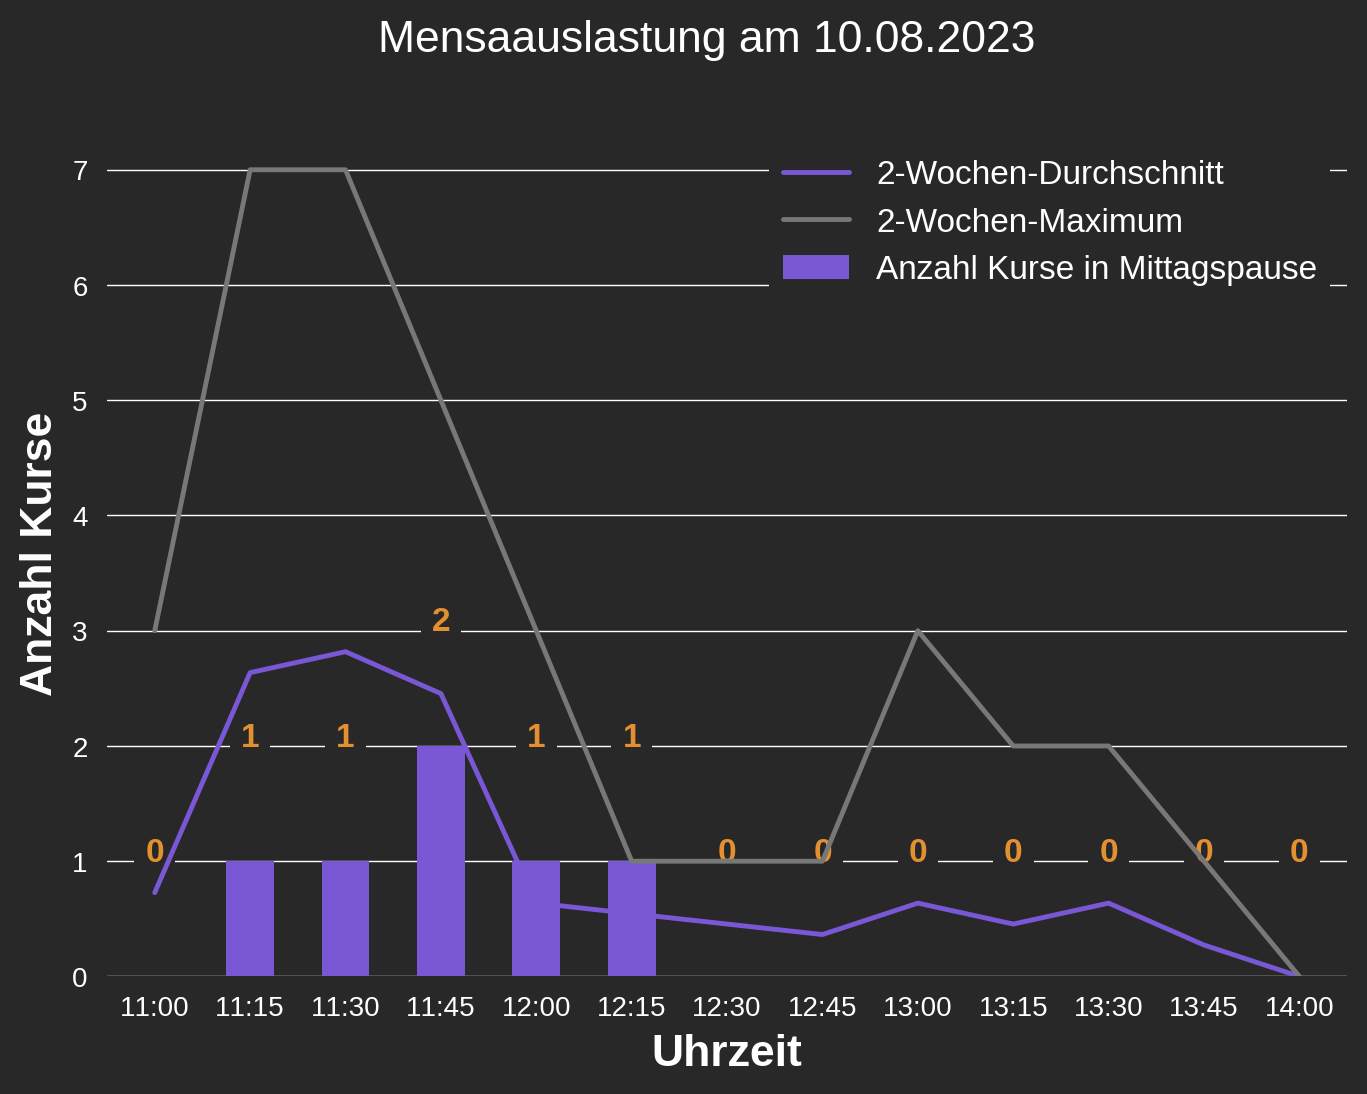 Mensaauslastung am 10.08.2023
2-Wochen-Durchschnitt
2-Wochen-Maximum
Anzahl Kurse in Mittagspause
Anzahl Kurse
7
6
5
4
3
2
1
0
2
1 1 1 1
0 0 0 0 0 0 0 0
11:00 11:15 11:30 11:45 12:00 12:15 12:30 12:45 13:00 13:15 13:30 13:45 14:00
Uhrzeit